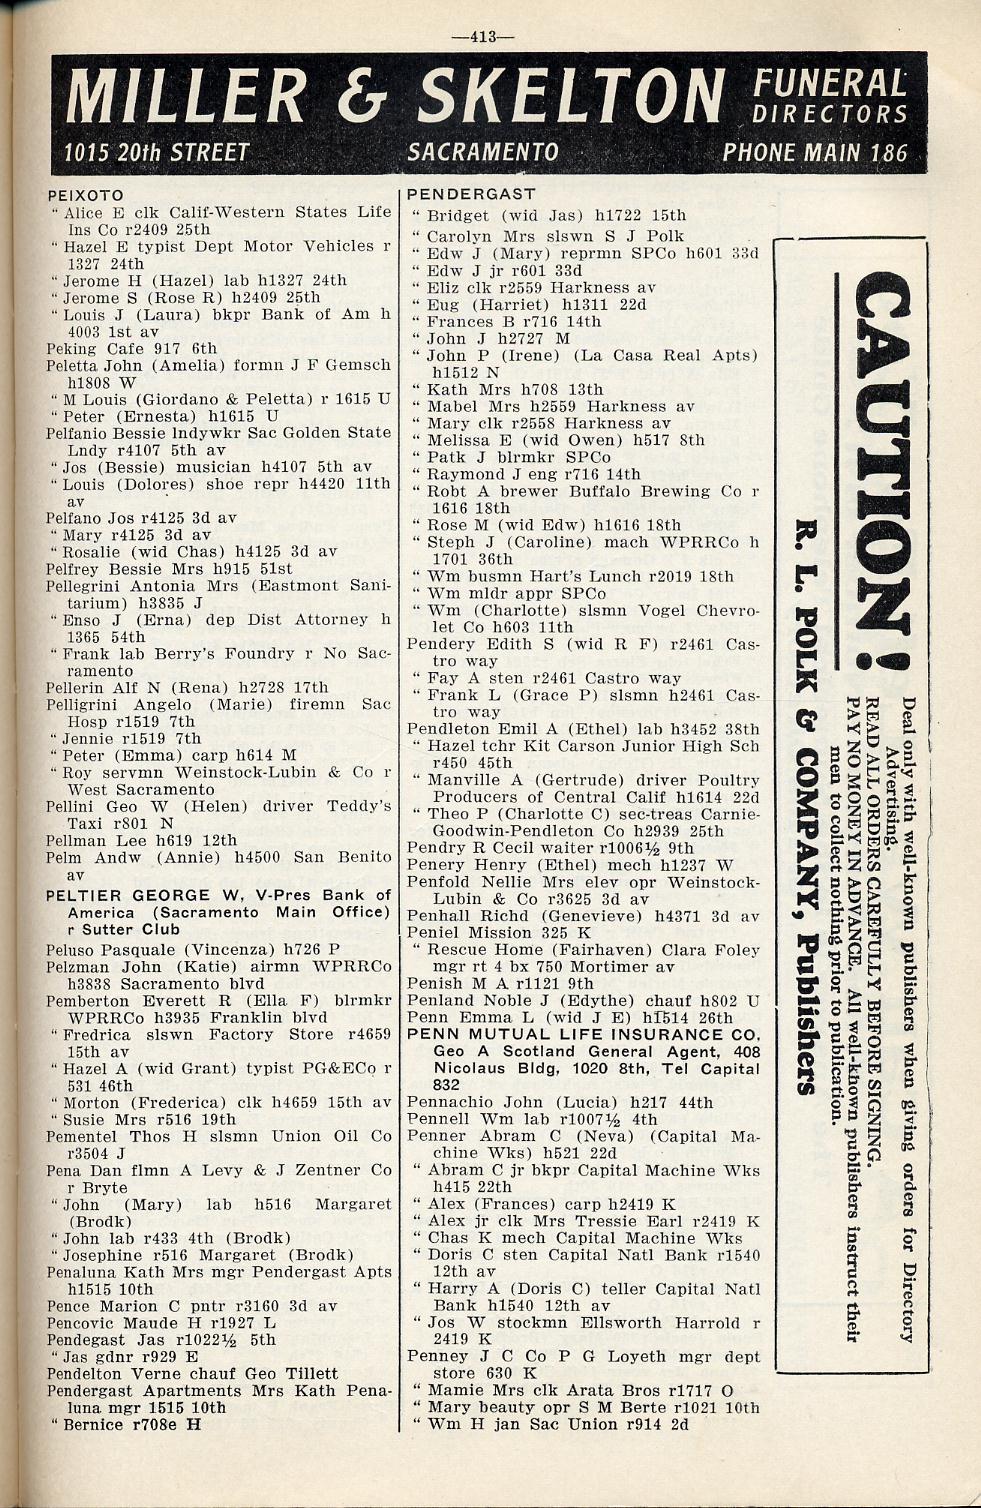 —413—
MILLER & SKELTON FUNERAL DIRECTORS
1015 20th STREET SACRAMENTO PHONE MAIN 186
PEIXOTO
" Alice E clk Calif-Western States Life
Ins Co r2409 25th
" Hazel E typist Dept Motor Vehicles r
1327 24th
" Jerome H (Hazel) lab h1327 24th
" Jerome S (Rose R) h2409 25th
" Louis J (Laura) bkpr Bank of Am h
4003 1st av
Peking Cafe 917 6th
Peletta John (Amelia) formn J F Gemsch
h1808 W
" M Louis (Giordano & Peletta) r 1615 U
" Peter (Ernesta) h1615 U
Pelfanio Bessie lndywkr Sac Golden State
Lndy r4107 5th av
" Jos (Bessie) musician h4107 5th av
" Louis (Dolores) shoe repr h4420 11th
av
Pelfano Jos r4125 3d av
" Mary r4125 3d av
" Rosalie (wid Chas) h4125 3d av
Pelfrey Bessie Mrs h915 51st
Pellegrini Antonia Mrs (Eastmont Sani-
tarium) h3835 J
" Enso J (Erna) dep Dist Attorney h
1365 54th
" Frank lab Berry's Foundry r No Sac-
ramento
Pellerin Alf N (Rena) h2728 17th
Pelligrini Angelo (Marie) firemn Sac
Hosp r1519 7th
" Jennie r1519 7th
" Peter (Emma) carp h614 M
" Roy servmn Weinstock-Lubin & Co r
West Sacramento
Pellini Geo W (Helen) driver Teddy's
Taxi r801 N
Pellman Lee h619 12th
Pelm Andw (Annie) h4500 San Benito
av
PELTIER GEORGE W, V-Pres Bank of
America (Sacramento Main Office)
r Sutter Club
Peluso Pasquale (Vincenza) h726 P
Pelzman John (Katie) airmn WPRRCo
h3838 Sacramento blvd
Pemberton Everett R (Ella F) blrmkr
WPRRCo h3935 Franklin blvd
" Fredrica slswn Factory Store r4659
15th av
" Hazel A (wid Grant) typist PG&ECo r
531 46th
" Morton (Frederica) clk h4659 15th av
" Susie Mrs r516 19th
Pementel Thos H slsmn Union Oil Co
r3504 J
Pena Dan flmn A Levy & J Zentner Co
r Bryte
" John (Mary) lab h516 Margaret
(Brodk)
" John lab r433 4th (Brodk)
" Josephine r516 Margaret (Brodk)
Penaluna Kath Mrs mgr Pendergast Apts
h1515 10th
Pence Marion C pntr r3160 3d av
Pencovic Maude H r1927 L
Pendegast Jas r1022½ 5th
" Jas gdnr r929 E
Pendelton Verne chauf Geo Tillett
Pendergast Apartments Mrs Kath Pena-
luna mgr 1515 10th
" Bernice r708e H
PENDERGAST
" Bridget (wid Jas) h1722 15th
" Carolyn Mrs slswn S J Polk
" Edw J (Mary) reprmn SPCo h601 33d
" Edw J jr r601 33d
" Eliz clk r2559 Harkness av
" Eug (Harriet) h1311 22d
" Frances B r716 14th
" John J h2727 M
" John P (Irene) (La Casa Real Apts)
h1512 N
" Kath Mrs h708 13th
" Mabel Mrs h2559 Harkness av
" Mary clk r2558 Harkness av
" Melissa E (wid Owen) h517 8th
" Patk J blrmkr SPCo
" Raymond J eng r716 14th
" Robt A brewer Buffalo Brewing Co r
1616 18th
" Rose M (wid Edw) h1616 18th
" Steph J (Caroline) mach WPRRCo h
1701 36th
" Wm busmn Hart's Lunch r2019 18th
" Wm mldr appr SPCo
" Wm (Charlotte) slsmn Vogel Chevro-
let Co h603 11th
Pendery Edith S (wid R F) r2461 Cas-
tro way
" Fay A sten r2461 Castro way
" Frank L (Grace P) slsmn h2461 Cas-
tro way
Pendleton Emil A (Ethel) lab h3452 38th
" Hazel tchr Kit Carson Junior High Sch
r450 45th
" Manville A (Gertrude) driver Poultry
Producers of Central Calif h1614 22d
" Theo P (Charlotte C) sec-treas Carnie-
Goodwin-Pendleton Co h2939 25th
Pendry R Cecil waiter r1006½ 9th
Penery Henry (Ethel) mech h1237 W
Penfold Nellie Mrs elev opr Weinstock-
Lubin & Co r3625 3d av
Penhall Richd (Genevieve) h4371 3d av
Peniel Mission 325 K
" Rescue Home (Fairhaven) Clara Foley
mgr rt 4 bx 750 Mortimer av
Penish M A r1121 9th
Penland Noble J (Edythe) chauf h802 U
Penn Emma L (wid J E) h1514 26th
PENN MUTUAL LIFE INSURANCE CO,
Geo A Scotland General Agent, 408
Nicolaus Bldg, 1020 8th, Tel Capital
832
Pennachio John (Lucia) h217 44th
Pennell Wm lab r1007½ 4th
Penner Abram C (Neva) (Capital Ma-
chine Wks) h521 22d
" Abram C jr bkpr Capital Machine Wks
h415 22th
" Alex (Frances) carp h2419 K
" Alex jr clk Mrs Tressie Earl r2419 K
" Chas K mech Capital Machine Wks
" Doris C sten Capital Natl Bank r1540
12th av
" Harry A (Doris C) teller Capital Natl
Bank h1540 12th av
" Jos W stockmn Ellsworth Harrold r
2419 K
Penney J C Co P G Loyeth mgr dept
store 630 K
" Mamie Mrs clk Arata Bros r1717 O
" Mary beauty opr S M Berte r1021 10th
" Wm H jan Sac Union r914 2d
CAUTION!
Deal only with well-known publishers when giving orders for Directory
Advertising.
READ ALL ORDERS CAREFULLY BEFORE SIGNING.
PAY NO MONEY IN ADVANCE. All well-known publishers instruct their
men to collect nothing prior to publication.
R. L. POLK & COMPANY, Publishers